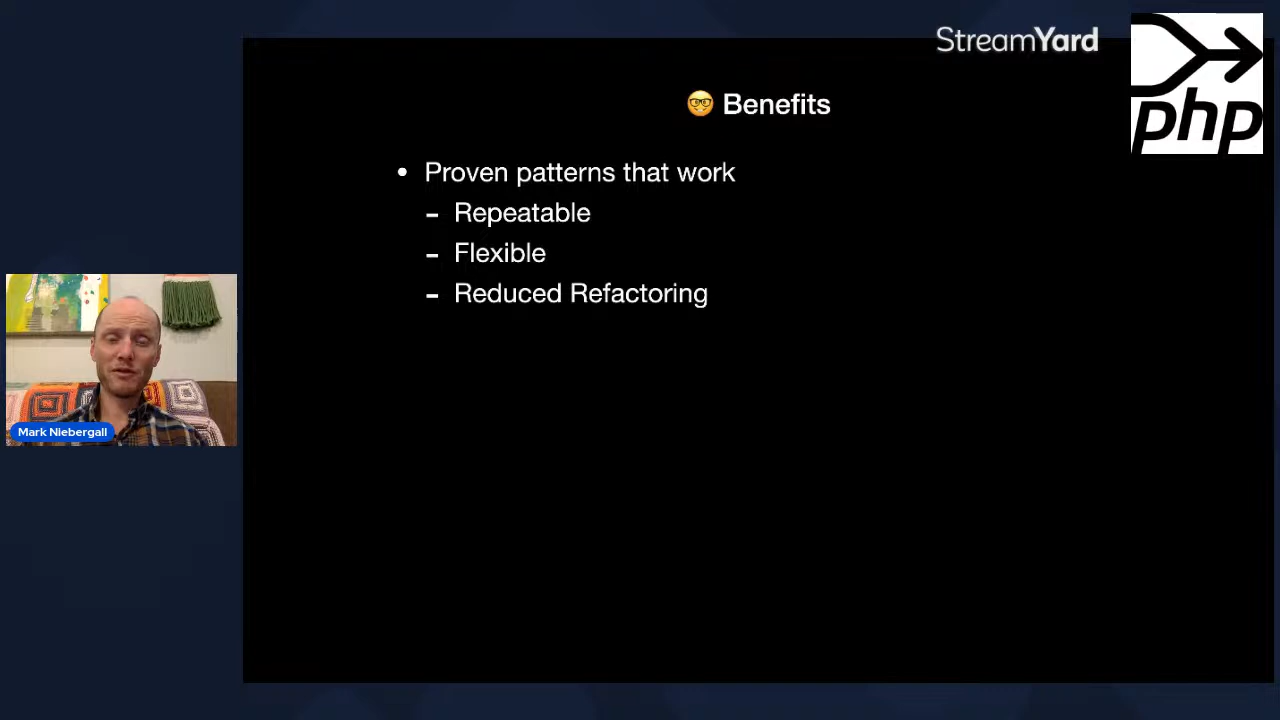 StreamYard
php
🤓 Benefits
• Proven patterns that work
- Repeatable
- Flexible
- Reduced Refactoring
Mark Niebergall